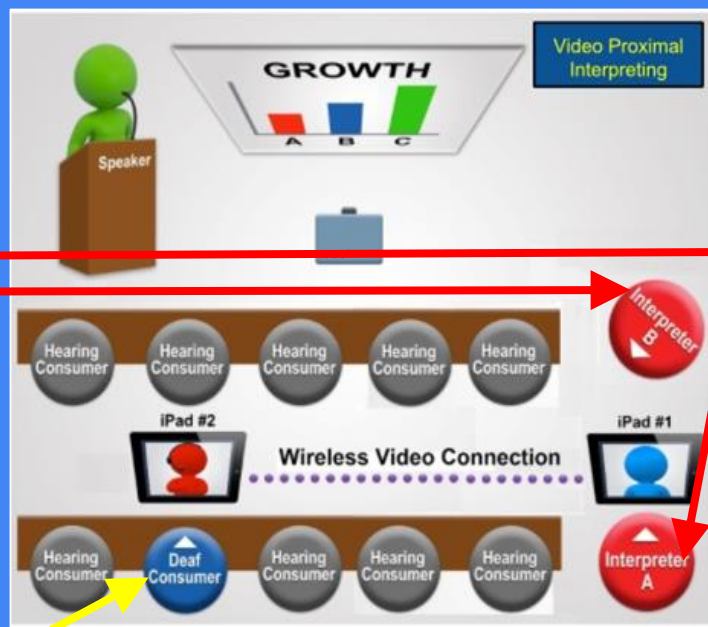 Video Proximal
Interpreting
GROWTH
A B C
Speaker
Interpreter
B
Hearing
Consumer
Hearing
Consumer
Hearing
Consumer
Hearing
Consumer
Hearing
Consumer
iPad #2
iPad #1
Wireless Video Connection
Hearing
Consumer
Deaf
Consumer
Hearing
Consumer
Hearing
Consumer
Hearing
Consumer
Interpreter
A